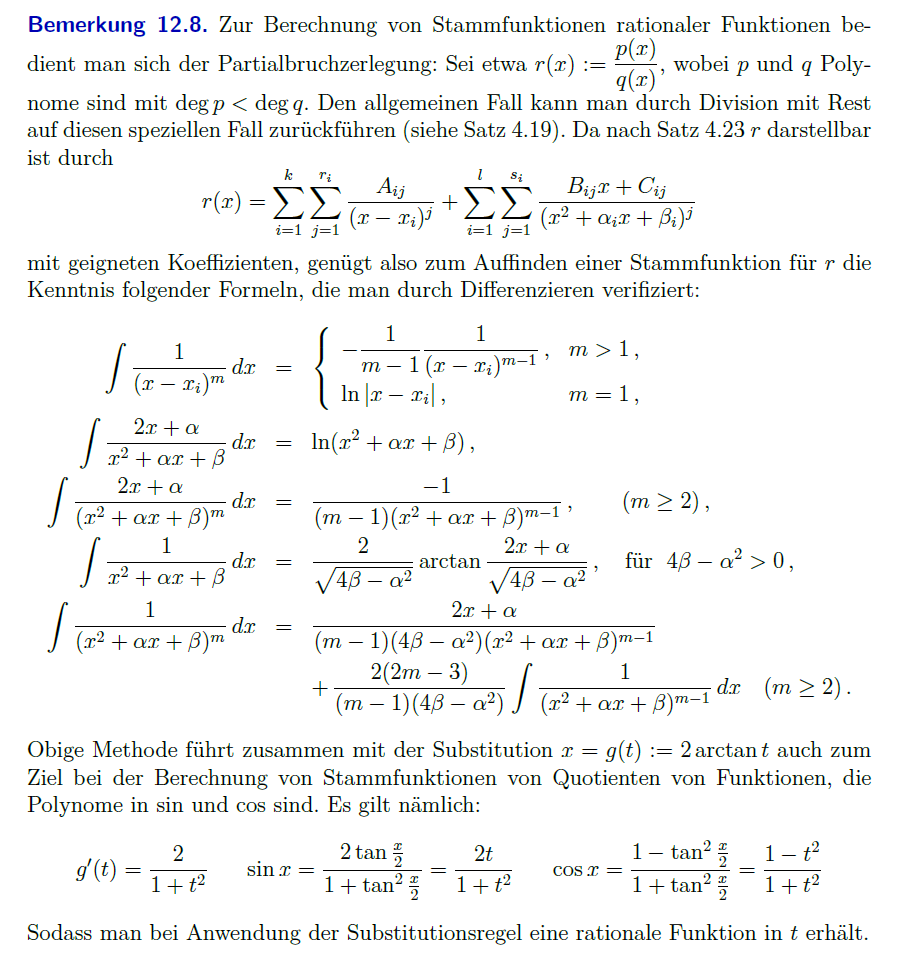 Bemerkung 12.8. Zur Berechnung von Stammfunktionen rationaler Funktionen be-
dient man sich der Partialbruchzerlegung: Sei etwa $r(x) := \dfrac{p(x)}{q(x)}$, wobei $p$ und $q$ Poly-
nome sind mit $\deg p < \deg q$. Den allgemeinen Fall kann man durch Division mit Rest
auf diesen speziellen Fall zurückführen (siehe Satz 4.19). Da nach Satz 4.23 $r$ darstellbar
ist durch
$r(x) = \sum_{i=1}^{k} \sum_{j=1}^{r_i} \frac{A_{ij}}{(x - x_i)^j} + \sum_{i=1}^{l} \sum_{j=1}^{s_i} \frac{B_{ij}x + C_{ij}}{(x^2 + \alpha_i x + \beta_i)^j}$
mit geigneten Koeffizienten, genügt also zum Auffinden einer Stammfunktion für $r$ die
Kenntnis folgender Formeln, die man durch Differenzieren verifiziert:
$\int \frac{1}{(x - x_i)^m}\, dx = \begin{cases} -\dfrac{1}{m-1} \dfrac{1}{(x - x_i)^{m-1}}\,, & m > 1\,, \\ \ln|x - x_i|\,, & m = 1\,, \end{cases}$
$\int \frac{2x + \alpha}{x^2 + \alpha x + \beta}\, dx = \ln(x^2 + \alpha x + \beta)\,,$
$\int \frac{2x + \alpha}{(x^2 + \alpha x + \beta)^m}\, dx = \frac{-1}{(m-1)(x^2 + \alpha x + \beta)^{m-1}}\,, \quad (m \geq 2)\,,$
$\int \frac{1}{x^2 + \alpha x + \beta}\, dx = \frac{2}{\sqrt{4\beta - \alpha^2}} \arctan \frac{2x + \alpha}{\sqrt{4\beta - \alpha^2}}\,, \quad \text{für } 4\beta - \alpha^2 > 0\,,$
$\int \frac{1}{(x^2 + \alpha x + \beta)^m}\, dx = \frac{2x + \alpha}{(m-1)(4\beta - \alpha^2)(x^2 + \alpha x + \beta)^{m-1}}$
$+ \frac{2(2m-3)}{(m-1)(4\beta - \alpha^2)} \int \frac{1}{(x^2 + \alpha x + \beta)^{m-1}}\, dx \quad (m \geq 2)\,.$
Obige Methode führt zusammen mit der Substitution $x = g(t) := 2 \arctan t$ auch zum
Ziel bei der Berechnung von Stammfunktionen von Quotienten von Funktionen, die
Polynome in sin und cos sind. Es gilt nämlich:
$g'(t) = \frac{2}{1 + t^2} \quad \sin x = \frac{2 \tan \frac{x}{2}}{1 + \tan^2 \frac{x}{2}} = \frac{2t}{1 + t^2} \quad \cos x = \frac{1 - \tan^2 \frac{x}{2}}{1 + \tan^2 \frac{x}{2}} = \frac{1 - t^2}{1 + t^2}$
Sodass man bei Anwendung der Substitutionsregel eine rationale Funktion in $t$ erhält.